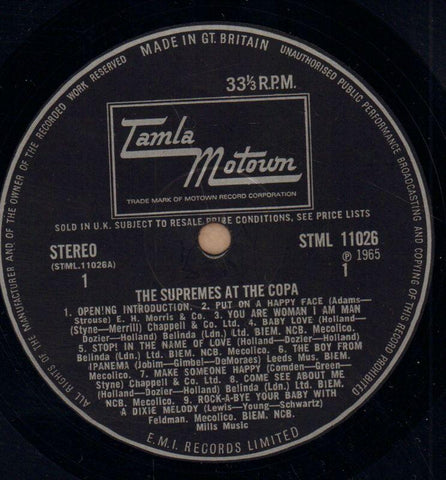 MADE IN GT. BRITAIN
UNAUTHORISED PUBLIC PERFORMANCE BROADCASTING AND COPYING OF THIS RECORD PROHIBITED
ALL RIGHTS OF THE MANUFACTURER AND OF THE OWNER OF THE RECORDED WORK RESERVED
33⅓ R.P.M.
Tamla
Motown
TRADE MARK OF MOTOWN RECORD CORPORATION
SOLD IN U.K. SUBJECT TO RESALE PRICE CONDITIONS, SEE PRICE LISTS
STEREO
(STML.11026A)
1
STML 11026
℗ 1965
1
THE SUPREMES AT THE COPA
1. OPENING INTRODUCTION. 2. PUT ON A HAPPY FACE (Adams—
Strouse) E. H. Morris & Co. 3. YOU ARE WOMAN I AM MAN
(Styne—Merrill) Chappell & Co. Ltd. 4. BABY LOVE (Holland—
Dozier—Holland) Belinda (Ldn.) Ltd. BIEM. NCB. Mecolico.
5. STOP! IN THE NAME OF LOVE (Holland—Dozier—Holland)
Belinda (Ldn.) Ltd. BIEM. NCB. Mecolico. 6. THE BOY FROM
IPANEMA (Jobim—Gimbel—DeMoraes) Leeds Mus. BIEM.
Mecolico. 7. MAKE SOMEONE HAPPY (Comden—Green—
Styne) Chappell & Co. Ltd. 8. COME SEE ABOUT ME
(Holland—Dozier—Holland) Belinda (Ldn.) Ltd. BIEM.
NCB. Mecolico. 9. ROCK-A-BYE YOUR BABY WITH
A DIXIE MELODY (Lewis—Young—Schwartz)
Feldman. Mecolico. BIEM. NCB.
Mills Music
E.M.I. RECORDS LIMITED